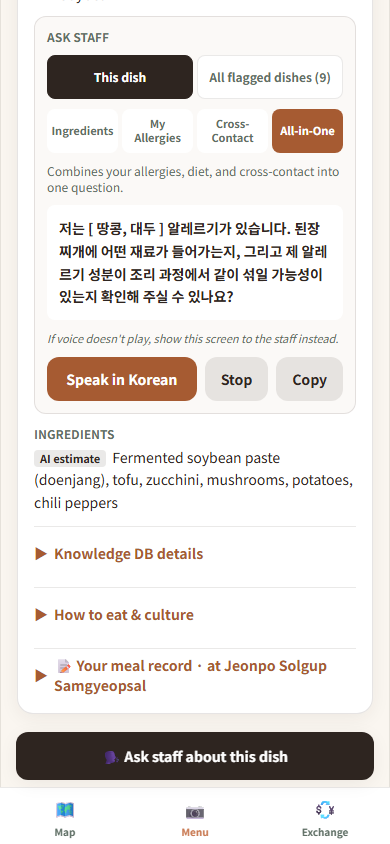 ASK STAFF
This dish
All flagged dishes (9)
Ingredients
My
Allergies
Cross-
Contact
All-in-One
Combines your allergies, diet, and cross-contact into
one question.
저는 [ 땅콩, 대두 ] 알레르기가 있습니다. 된장
찌개에 어떤 재료가 들어가는지, 그리고 제 알레
르기 성분이 조리 과정에서 같이 섞일 가능성이
있는지 확인해 주실 수 있나요?
If voice doesn't play, show this screen to the staff instead.
Speak in Korean
Stop
Copy
INGREDIENTS
AI estimate Fermented soybean paste
(doenjang), tofu, zucchini, mushrooms, potatoes,
chili peppers
▶ Knowledge DB details
▶ How to eat & culture
▶ 📝 Your meal record · at Jeonpo Solgup
Samgyeopsal
🗣 Ask staff about this dish
Map
Menu
Exchange